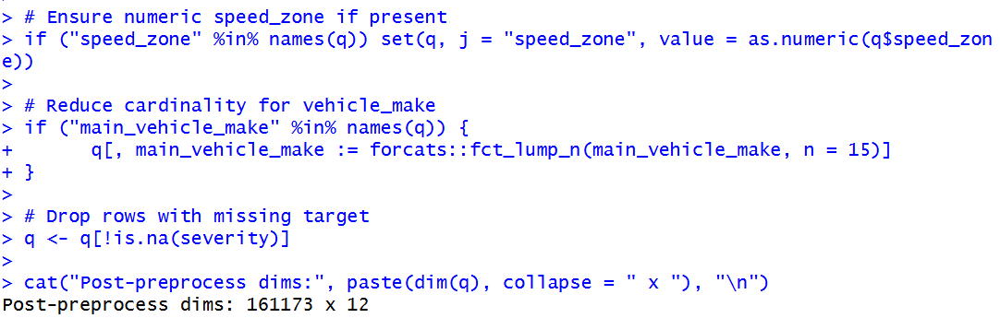 > # Ensure numeric speed_zone if present
> if ("speed_zone" %in% names(q)) set(q, j = "speed_zone", value = as.numeric(q$speed_zon
e))
>
> # Reduce cardinality for vehicle_make
> if ("main_vehicle_make" %in% names(q)) {
+       q[, main_vehicle_make := forcats::fct_lump_n(main_vehicle_make, n = 15)]
+ }
>
> # Drop rows with missing target
> q <- q[!is.na(severity)]
>
> cat("Post-preprocess dims:", paste(dim(q), collapse = " x "), "\n")
Post-preprocess dims: 161173 x 12